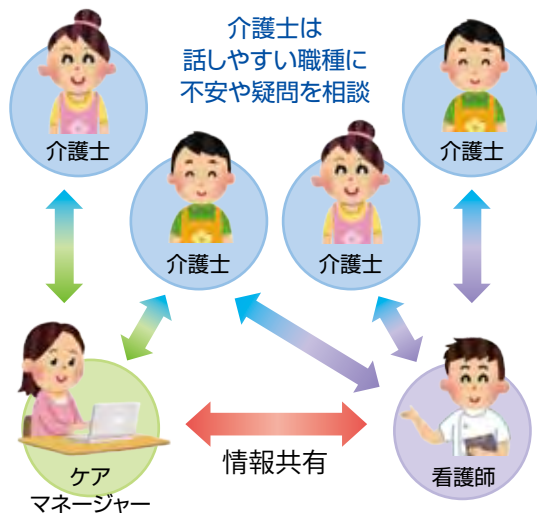 介護士は
話しやすい職種に
不安や疑問を相談
介護士
介護士
介護士
介護士
情報共有
ケア
マネージャー
看護師